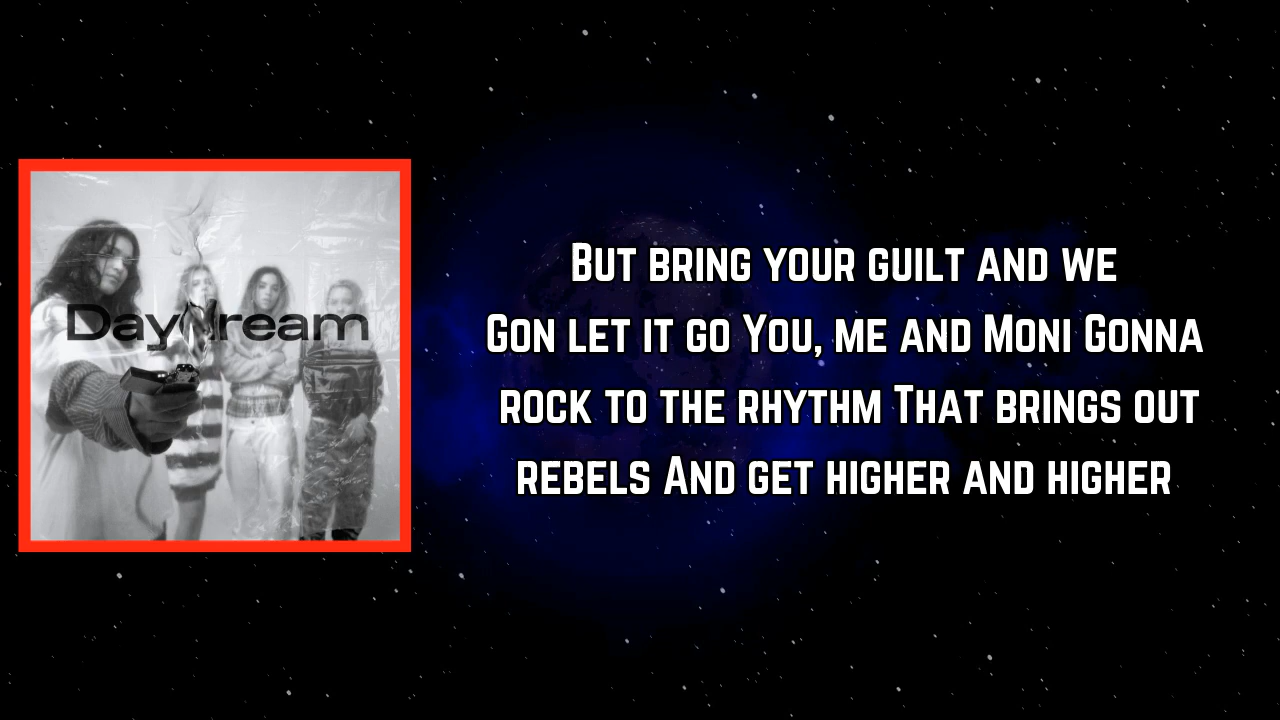 DayDream
But bring your guilt and we
Gon let it go You, me and Moni Gonna
rock to the rhythm That brings out
rebels And get higher and higher